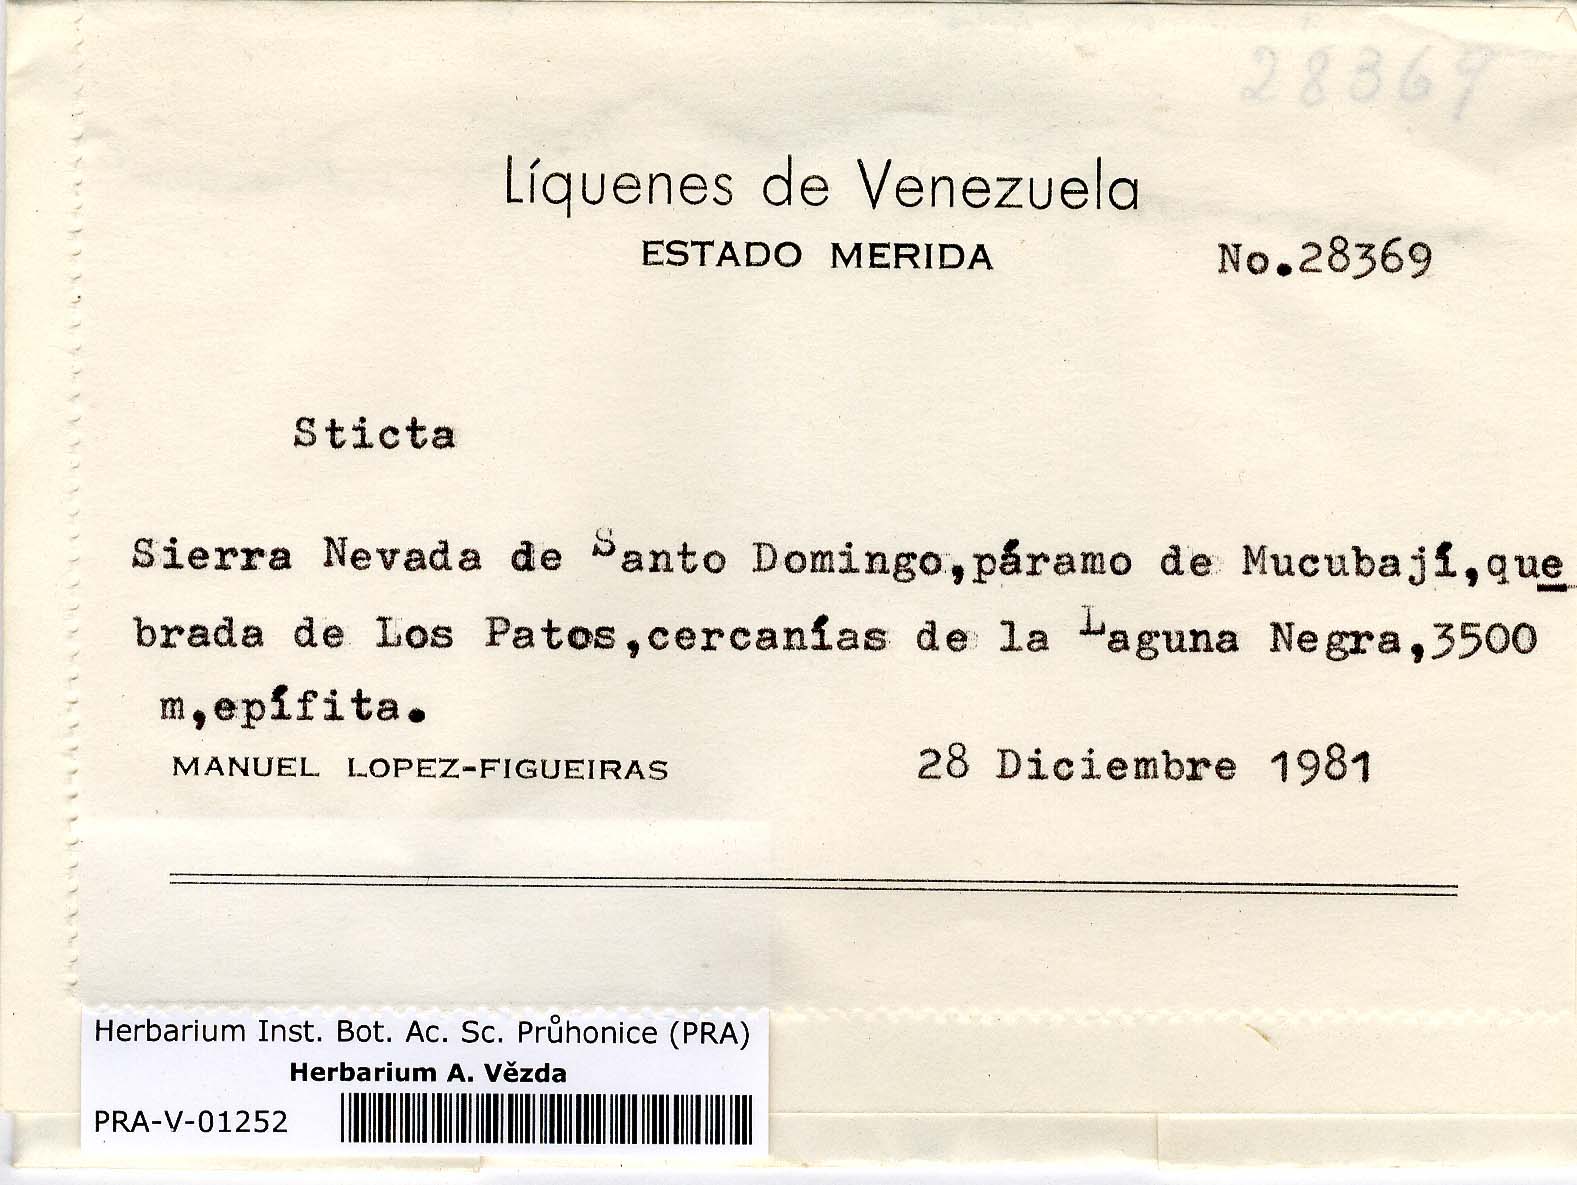 28369
Líquenes de Venezuela
ESTADO MERIDA No.28369
Sticta
Sierra Nevada de Santo Domingo,páramo de Mucubají,que
brada de Los Patos,cercanías de la Laguna Negra,3500
m,epífita.
MANUEL LOPEZ-FIGUEIRAS 28 Diciembre 1981
Herbarium Inst. Bot. Ac. Sc. Průhonice (PRA)
Herbarium A. Vězda
PRA-V-01252